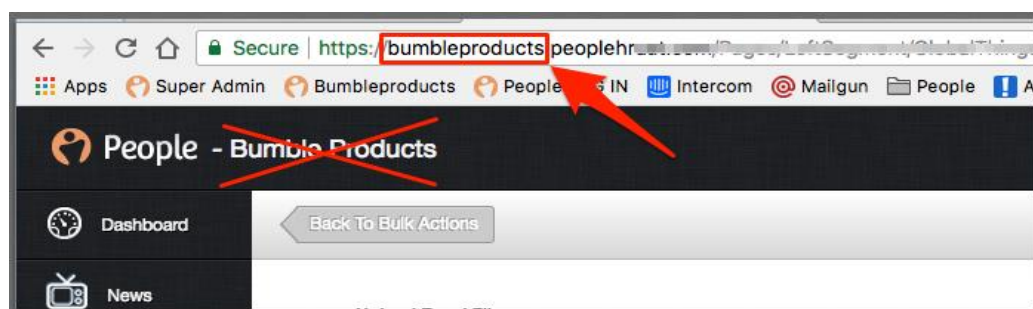 Secure | https://bumbleproducts.peoplehr
Apps Super Admin Bumbleproducts People IN Intercom Mailgun People
People - Bumble Products
Dashboard
Back To Bulk Actions
News